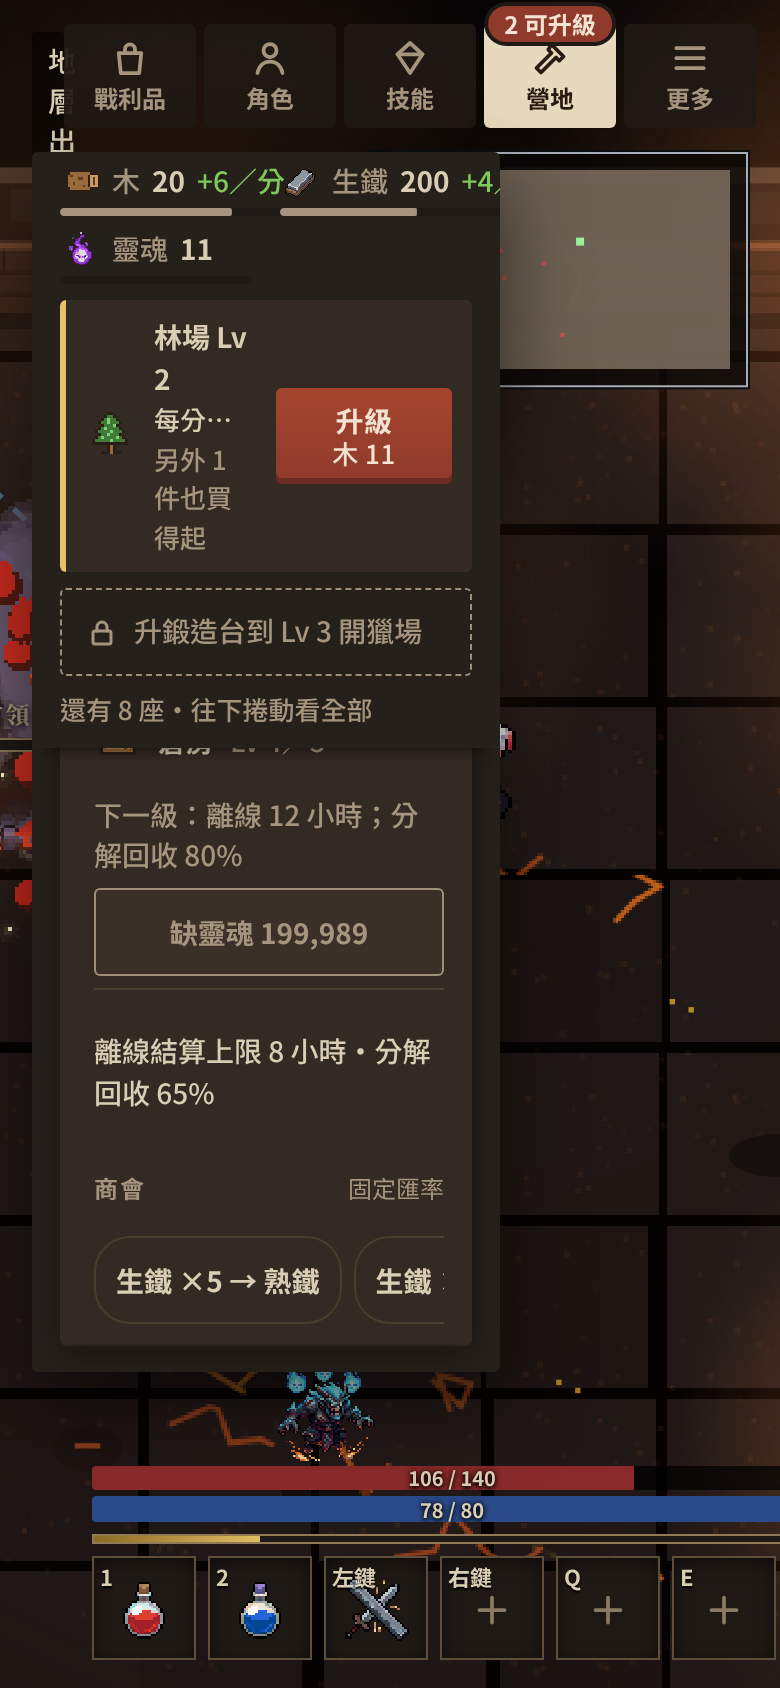 2 可升級
地
層
出
戰利品
角色
技能
營地
更多
木 20 +6／分
生鐵 200 +4
靈魂 11
林場 Lv
2
每分…
另外 1
件也買
得起
升級
木 11
升鍛造台到 Lv 3 開獵場
還有 8 座・往下捲動看全部
領
下一級：離線 12 小時；分
解回收 80%
缺靈魂 199,989
離線結算上限 8 小時・分解
回收 65%
商會
固定匯率
生鐵 ×5 → 熟鐵
生鐵
106 / 140
78 / 80
1
2
左鍵
右鍵
Q
E